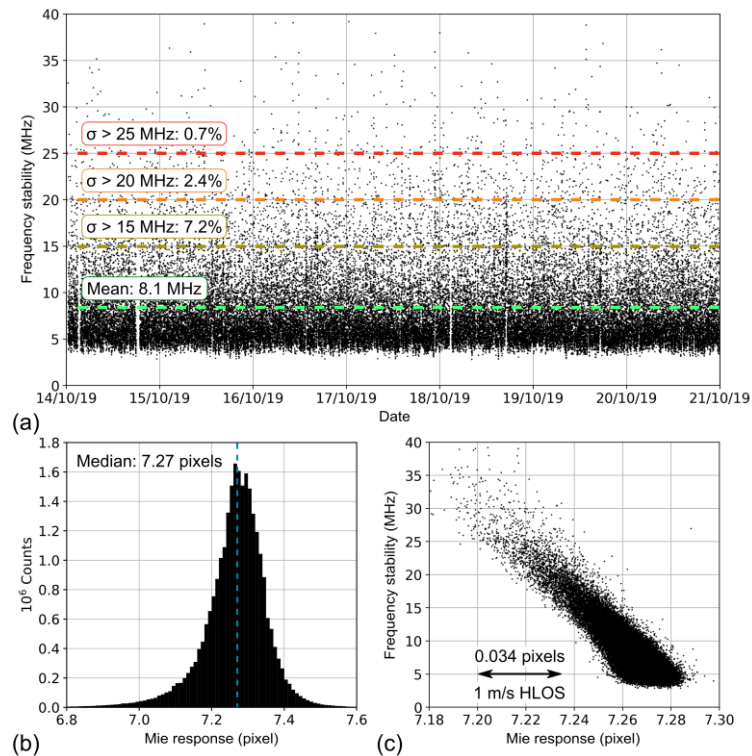 40
35
30
25
20
15
10
5
0
Frequency stability (MHz)
σ > 25 MHz: 0.7%
σ > 20 MHz: 2.4%
σ > 15 MHz: 7.2%
Mean: 8.1 MHz
14/10/19 15/10/19 16/10/19 17/10/19 18/10/19 19/10/19 20/10/19 21/10/19
Date
(a)
1.8
1.6
1.4
1.2
1.0
0.8
0.6
0.4
0.2
0.0
10⁶ Counts
Median: 7.27 pixels
6.8 7.0 7.2 7.4 7.6
Mie response (pixel)
(b)
40
35
30
25
20
15
10
5
0
Frequency stability (MHz)
0.034 pixels
1 m/s HLOS
7.18 7.20 7.22 7.24 7.26 7.28 7.30
Mie response (pixel)
(c)